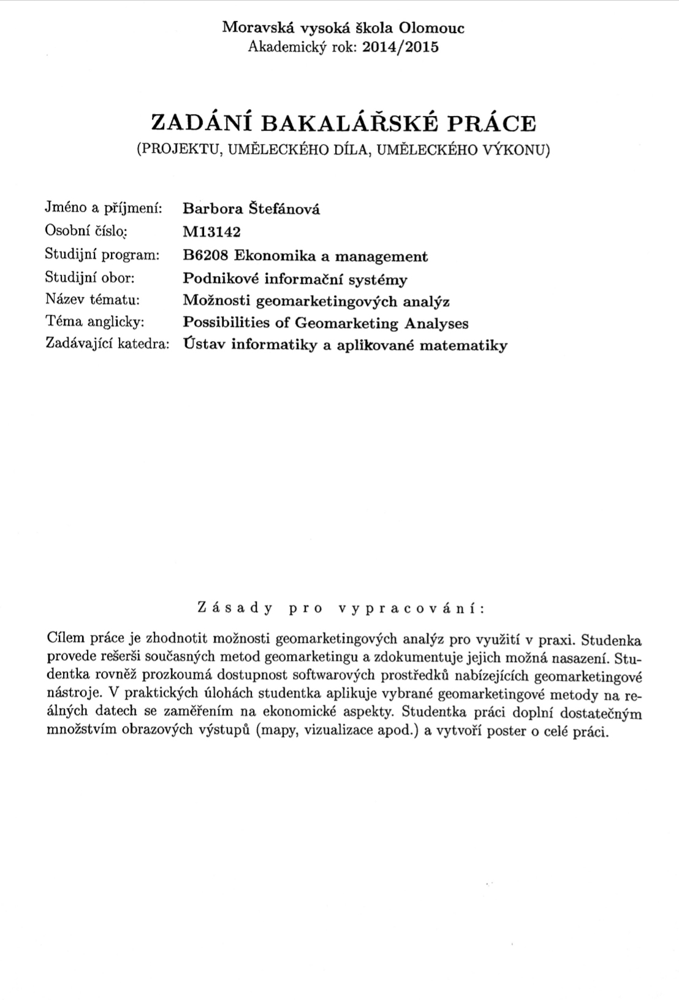 Moravská vysoká škola Olomouc
Akademický rok: 2014/2015
ZADÁNÍ BAKALÁŘSKÉ PRÁCE
(PROJEKTU, UMĚLECKÉHO DÍLA, UMĚLECKÉHO VÝKONU)
Jméno a příjmení: Barbora Štefánová
Osobní číslo: M13142
Studijní program: B6208 Ekonomika a management
Studijní obor: Podnikové informační systémy
Název tématu: Možnosti geomarketingových analýz
Téma anglicky: Possibilities of Geomarketing Analyses
Zadávající katedra: Ústav informatiky a aplikované matematiky
Zásady pro vypracování:
Cílem práce je zhodnotit možnosti geomarketingových analýz pro využití v praxi. Studenka
provede rešerši současných metod geomarketingu a zdokumentuje jejich možná nasazení. Stu-
dentka rovněž prozkoumá dostupnost softwarových prostředků nabízejících geomarketingové
nástroje. V praktických úlohách studentka aplikuje vybrané geomarketingové metody na re-
álných datech se zaměřením na ekonomické aspekty. Studentka práci doplní dostatečným
množstvím obrazových výstupů (mapy, vizualizace apod.) a vytvoří poster o celé práci.